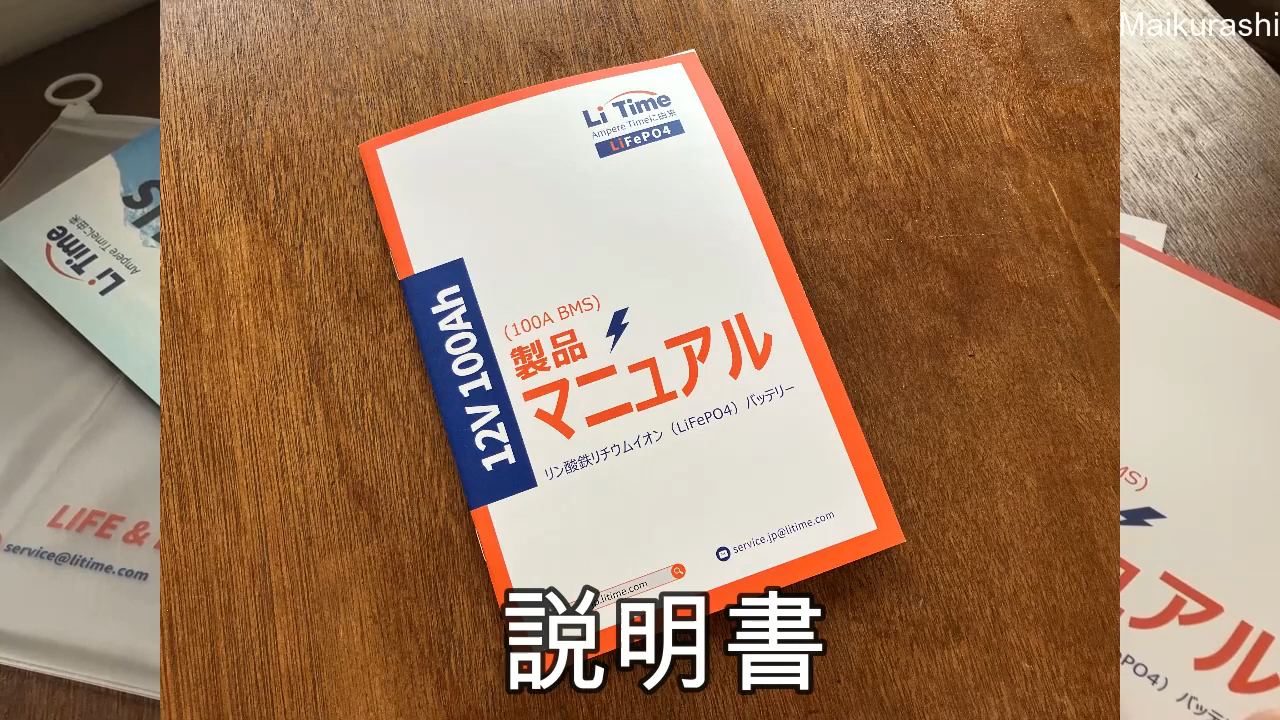 Maikurashi
Li Time
Ampere Timeに由来
LiFePO4
12V 100Ah
(100A BMS)
製品
マニュアル
リン酸鉄リチウムイオン（LiFePO4）バッテリー
service.jp@litime.com
litime.com
説明書
Li Time
Ampere Timeに由来
LIFE &
service@litime.com
MS)
ュアル
PO4）バッテ